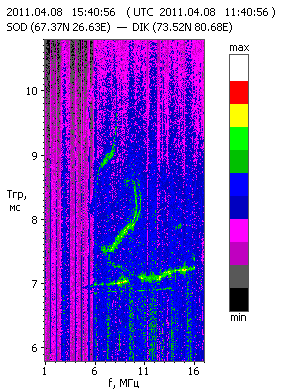 2011.04.08 15:40:56 (UTC 2011.04.08 11:40:56)
SOD (67.37N 26.63E) — DIK (73.52N 80.68E)
max
10
9
Тгр,
мс
8
7
6
min
1 6 11 16
f, МГц